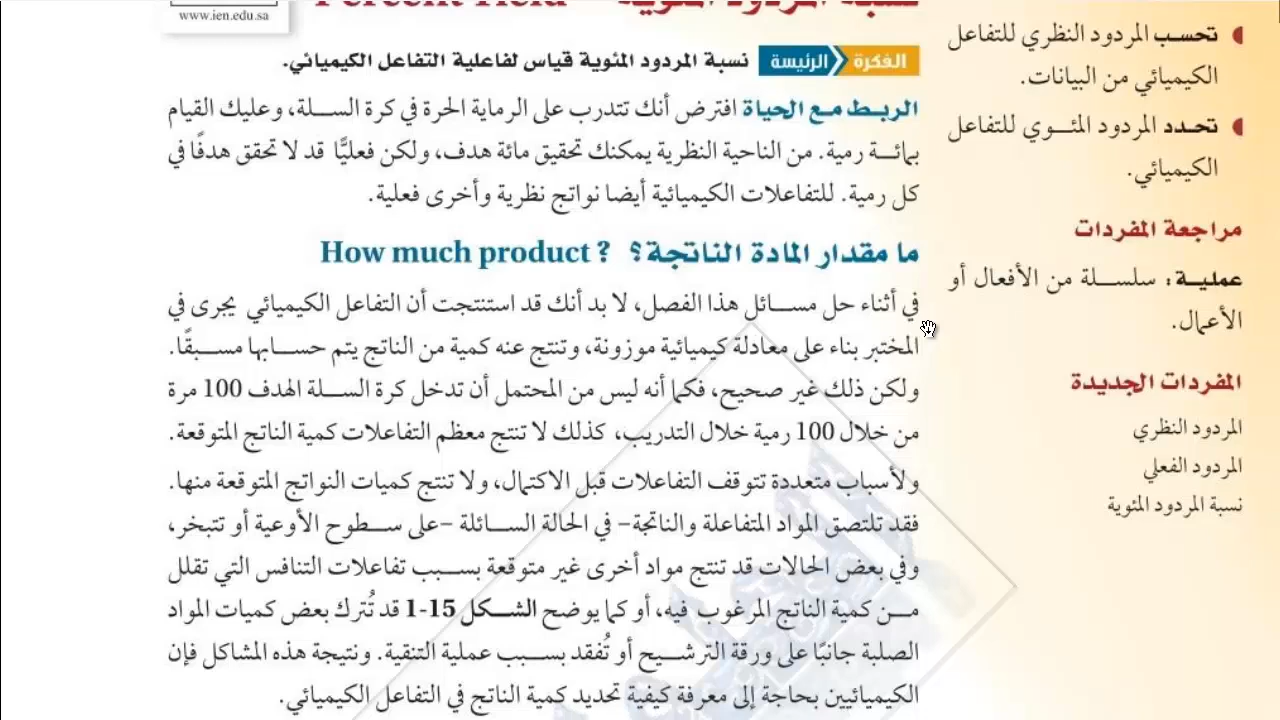 نسبة المردود المئوية Percent Yield
www.ien.edu.sa
الفكرة الرئيسة نسبة المردود المئوية قياس لفاعلية التفاعل الكيميائي.
الربط مع الحياة افترض أنك تتدرب على الرماية الحرة في كرة السلة، وعليك القيام
بمائة رمية. من الناحية النظرية يمكنك تحقيق مائة هدف، ولكن فعليًّا قد لا تحقق هدفًا في
كل رمية. للتفاعلات الكيميائية أيضا نواتج نظرية وأخرى فعلية.
ما مقدار المادة الناتجة؟ How much product ?
في أثناء حل مسائل هذا الفصل، لا بد أنك قد استنتجت أن التفاعل الكيميائي يجرى في
المختبر بناء على معادلة كيميائية موزونة، وتنتج عنه كمية من الناتج يتم حسابها مسبقًا.
ولكن ذلك غير صحيح، فكما أنه ليس من المحتمل أن تدخل كرة السلة الهدف 100 مرة
من خلال 100 رمية خلال التدريب، كذلك لا تنتج معظم التفاعلات كمية الناتج المتوقعة.
ولأسباب متعددة تتوقف التفاعلات قبل الاكتمال، ولا تنتج كميات النواتج المتوقعة منها.
فقد تلتصق المواد المتفاعلة والناتجة- في الحالة السائلة -على سطوح الأوعية أو تتبخر،
وفي بعض الحالات قد تنتج مواد أخرى غير متوقعة بسبب تفاعلات التنافس التي تقلل
من كمية الناتج المرغوب فيه، أو كما يوضح الشكل 15-1 قد تُترك بعض كميات المواد
الصلبة جانبًا على ورقة الترشيح أو تُفقد بسبب عملية التنقية. ونتيجة هذه المشاكل فإن
الكيميائيين بحاجة إلى معرفة كيفية تحديد كمية الناتج في التفاعل الكيميائي.
تحسب المردود النظري للتفاعل
الكيميائي من البيانات.
تحدد المردود المئوي للتفاعل
الكيميائي.
مراجعة المفردات
عملية: سلسلة من الأفعال أو
الأعمال.
المفردات الجديدة
المردود النظري
المردود الفعلي
نسبة المردود المئوية